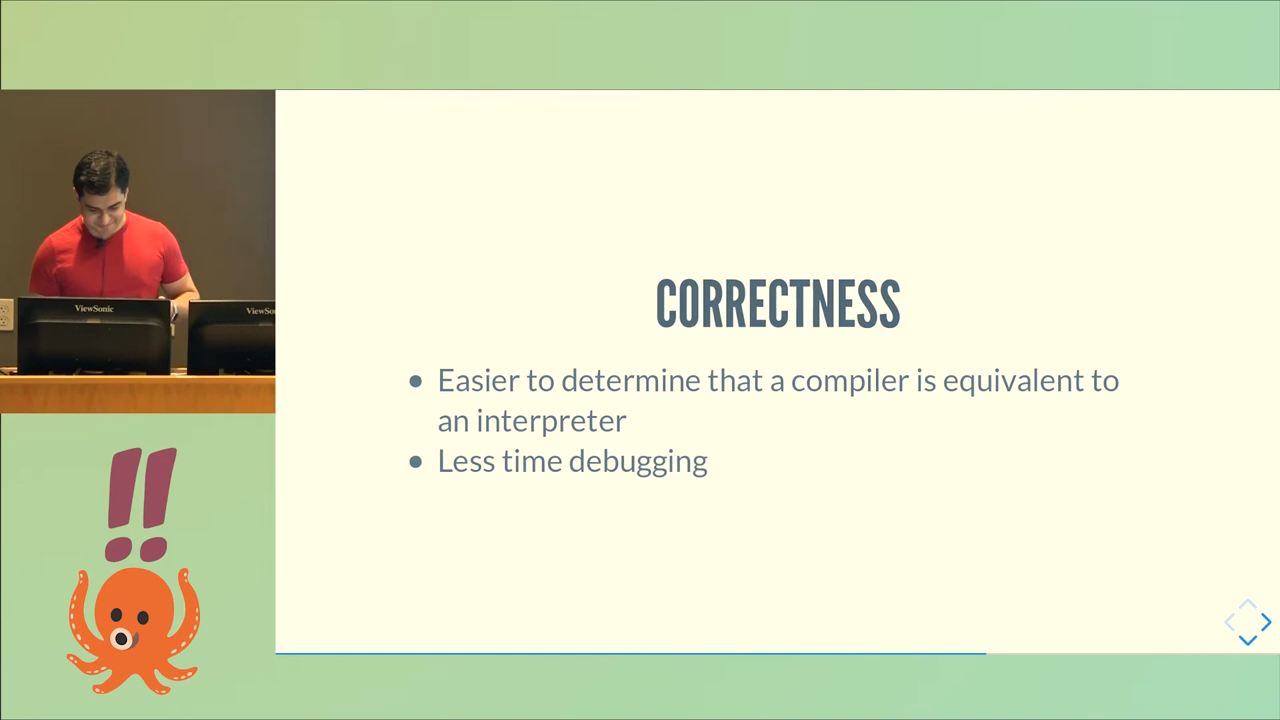 CORRECTNESS
Easier to determine that a compiler is equivalent to
an interpreter
Less time debugging
ViewSonic
ViewSo
!!